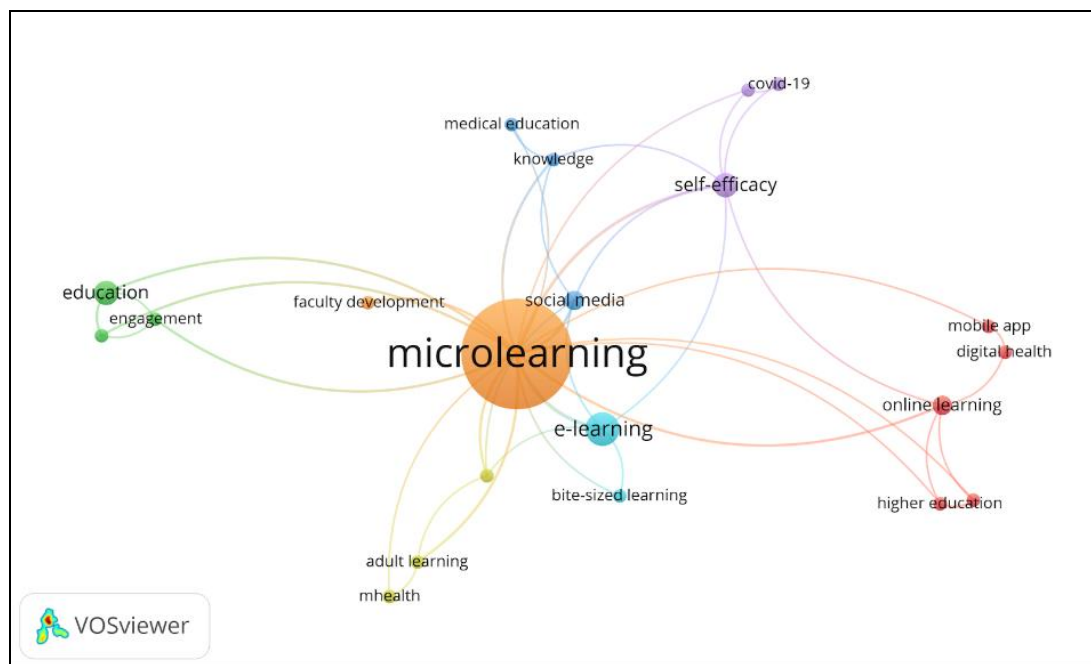 covid-19
medical education
knowledge
self-efficacy
education
faculty development
social media
engagement
mobile app
microlearning
digital health
online learning
e-learning
bite-sized learning
higher education
adult learning
mhealth
VOSviewer